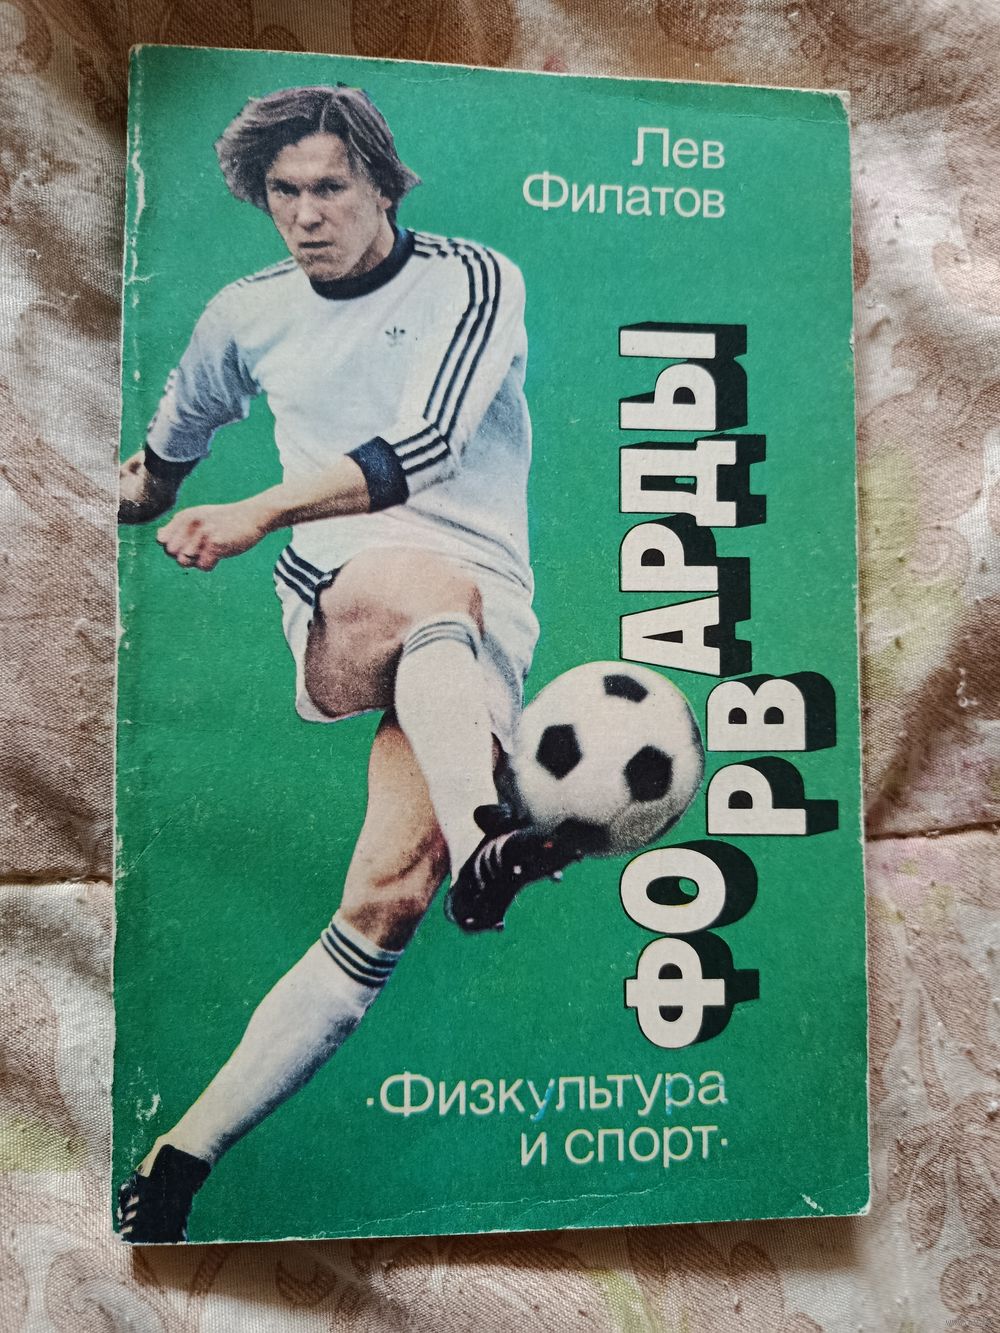 Лев
Филатов
ФОРВАРДЫ
·Физкультура
и спорт·